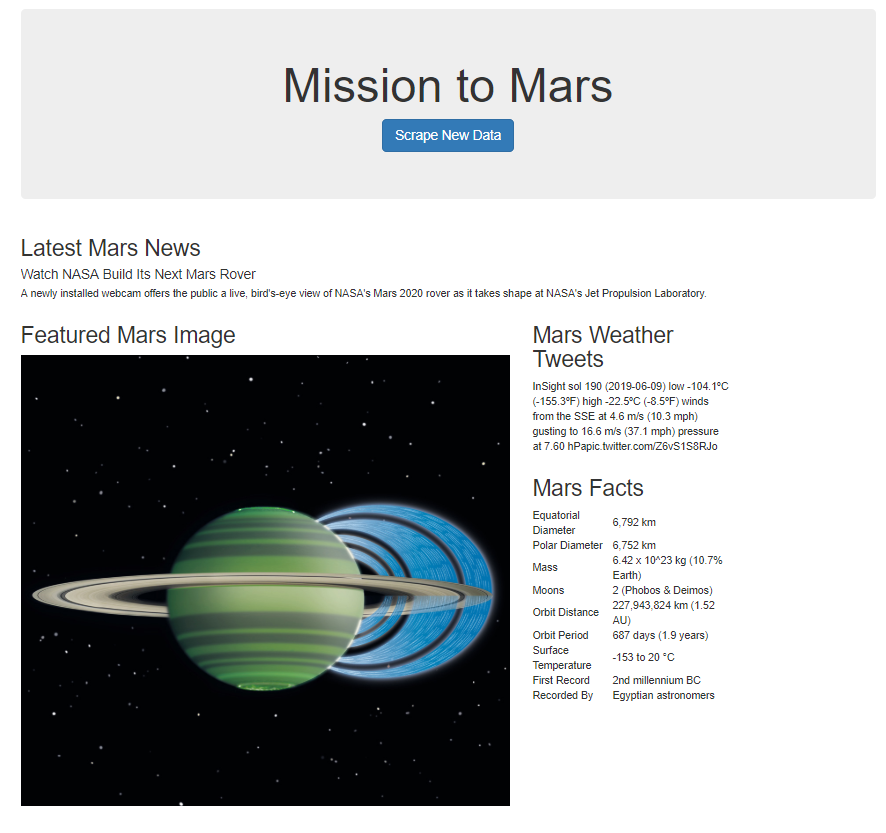 Mission to Mars
Scrape New Data
Latest Mars News
Watch NASA Build Its Next Mars Rover
A newly installed webcam offers the public a live, bird's-eye view of NASA's Mars 2020 rover as it takes shape at NASA's Jet Propulsion Laboratory.
Featured Mars Image
Mars Weather
Tweets
InSight sol 190 (2019-06-09) low -104.1ºC
(-155.3ºF) high -22.5ºC (-8.5ºF) winds
from the SSE at 4.6 m/s (10.3 mph)
gusting to 16.6 m/s (37.1 mph) pressure
at 7.60 hPapic.twitter.com/Z6vS1S8RJo
Mars Facts
Equatorial
Diameter 6,792 km
Polar Diameter 6,752 km
Mass 6.42 x 10^23 kg (10.7%
Earth)
Moons 2 (Phobos & Deimos)
Orbit Distance 227,943,824 km (1.52
AU)
Orbit Period 687 days (1.9 years)
Surface
Temperature -153 to 20 °C
First Record 2nd millennium BC
Recorded By Egyptian astronomers